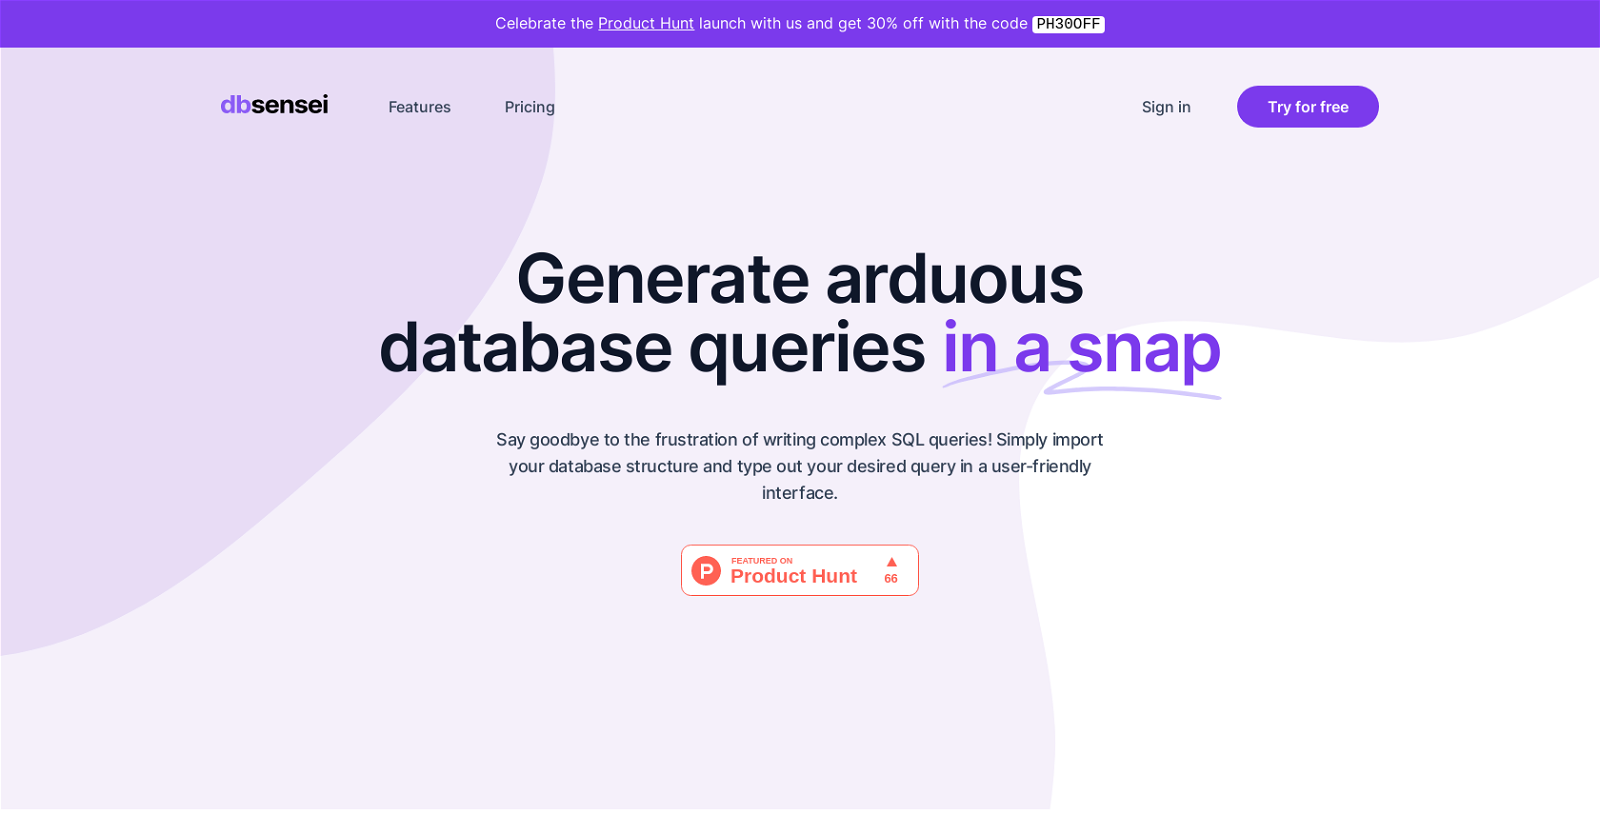 Celebrate the Product Hunt launch with us and get 30% off with the code PH30OFF
dbsensei Features Pricing Sign in Try for free
Generate arduous
database queries in a snap
Say goodbye to the frustration of writing complex SQL queries! Simply import
your database structure and type out your desired query in a user-friendly
interface.
P FEATURED ON
Product Hunt
▲
66